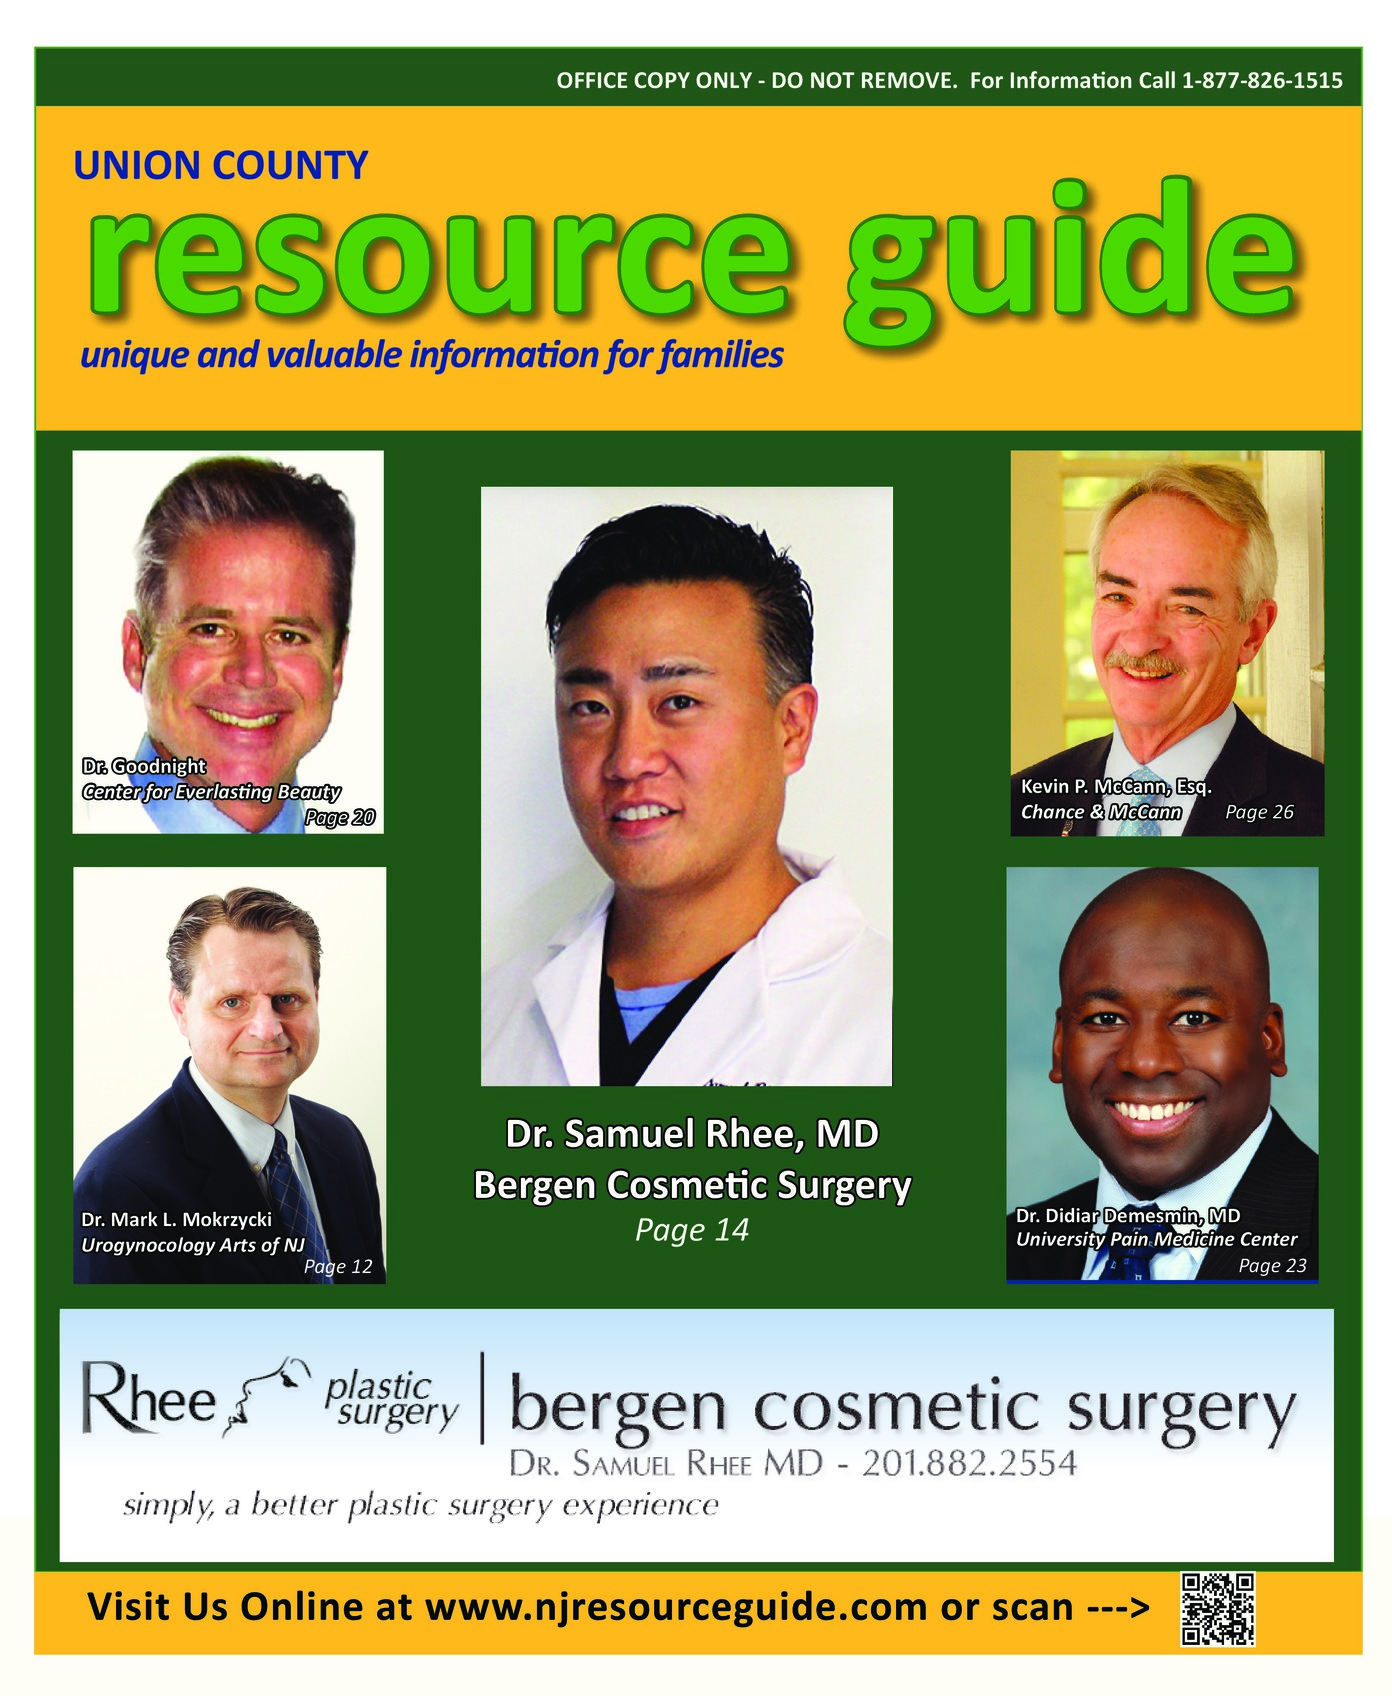 OFFICE COPY ONLY - DO NOT REMOVE.  For Information Call 1-877-826-1515
UNION COUNTY
resource guide
unique and valuable information for families
Dr. Goodnight
Center for Everlasting Beauty
Page 20
Kevin P. McCann, Esq.
Chance & McCann Page 26
Dr. Mark L. Mokrzycki
Urogynocology Arts of NJ
Page 12
Dr. Samuel Rhee, MD
Bergen Cosmetic Surgery
Page 14
Dr. Didiar Demesmin, MD
University Pain Medicine Center
Page 23
Rhee plastic surgery
bergen cosmetic surgery
DR. SAMUEL RHEE MD - 201.882.2554
simply, a better plastic surgery experience
Visit Us Online at www.njresourceguide.com or scan --->